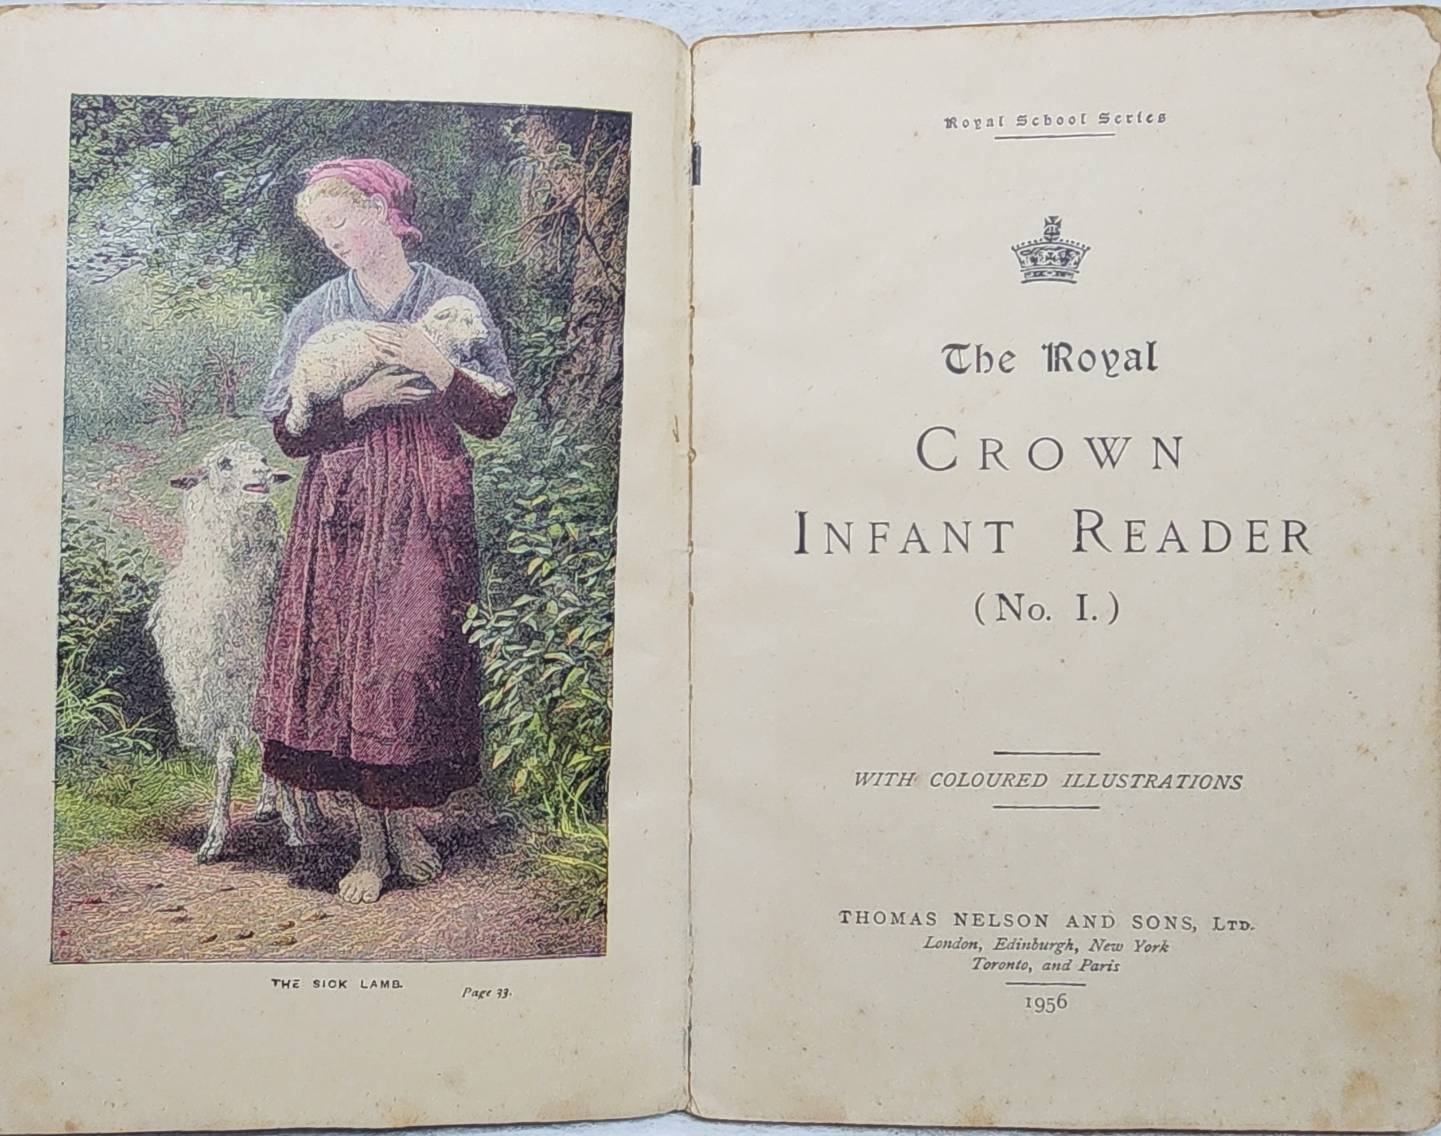 THE SICK LAMB.
Page 33.
Royal School Series
The Royal
CROWN
INFANT READER
(No. I.)
WITH COLOURED ILLUSTRATIONS
THOMAS NELSON AND SONS, LTD.
London, Edinburgh, New York
Toronto, and Paris
1956